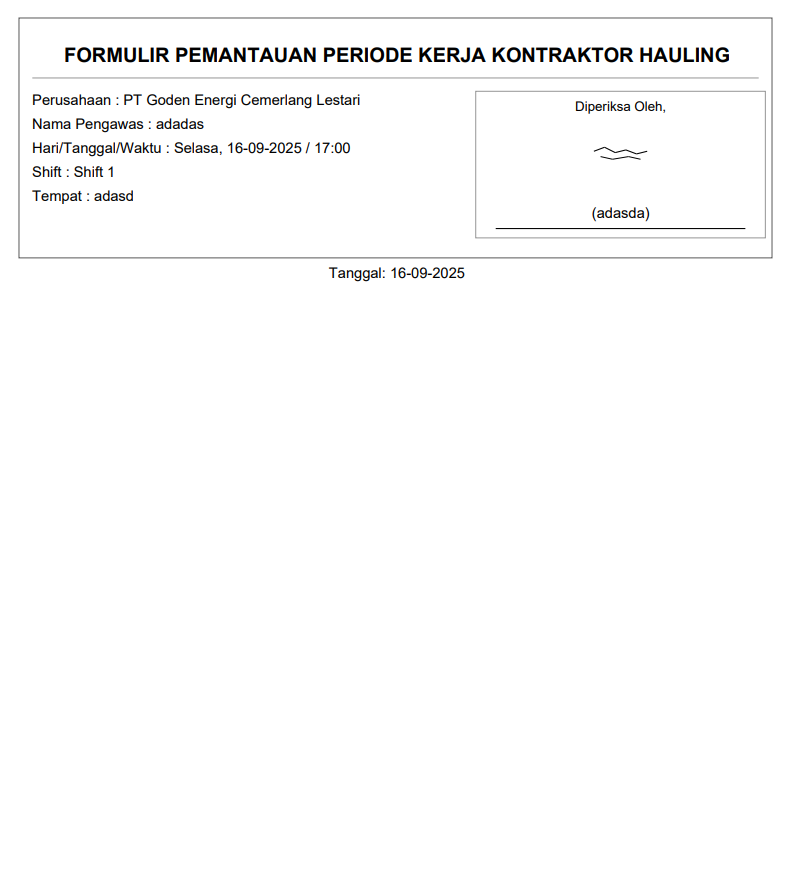 FORMULIR PEMANTAUAN PERIODE KERJA KONTRAKTOR HAULING
Perusahaan : PT Goden Energi Cemerlang Lestari
Nama Pengawas : adadas
Hari/Tanggal/Waktu : Selasa, 16-09-2025 / 17:00
Shift : Shift 1
Tempat : adasd
Diperiksa Oleh,
(adasda)
Tanggal: 16-09-2025